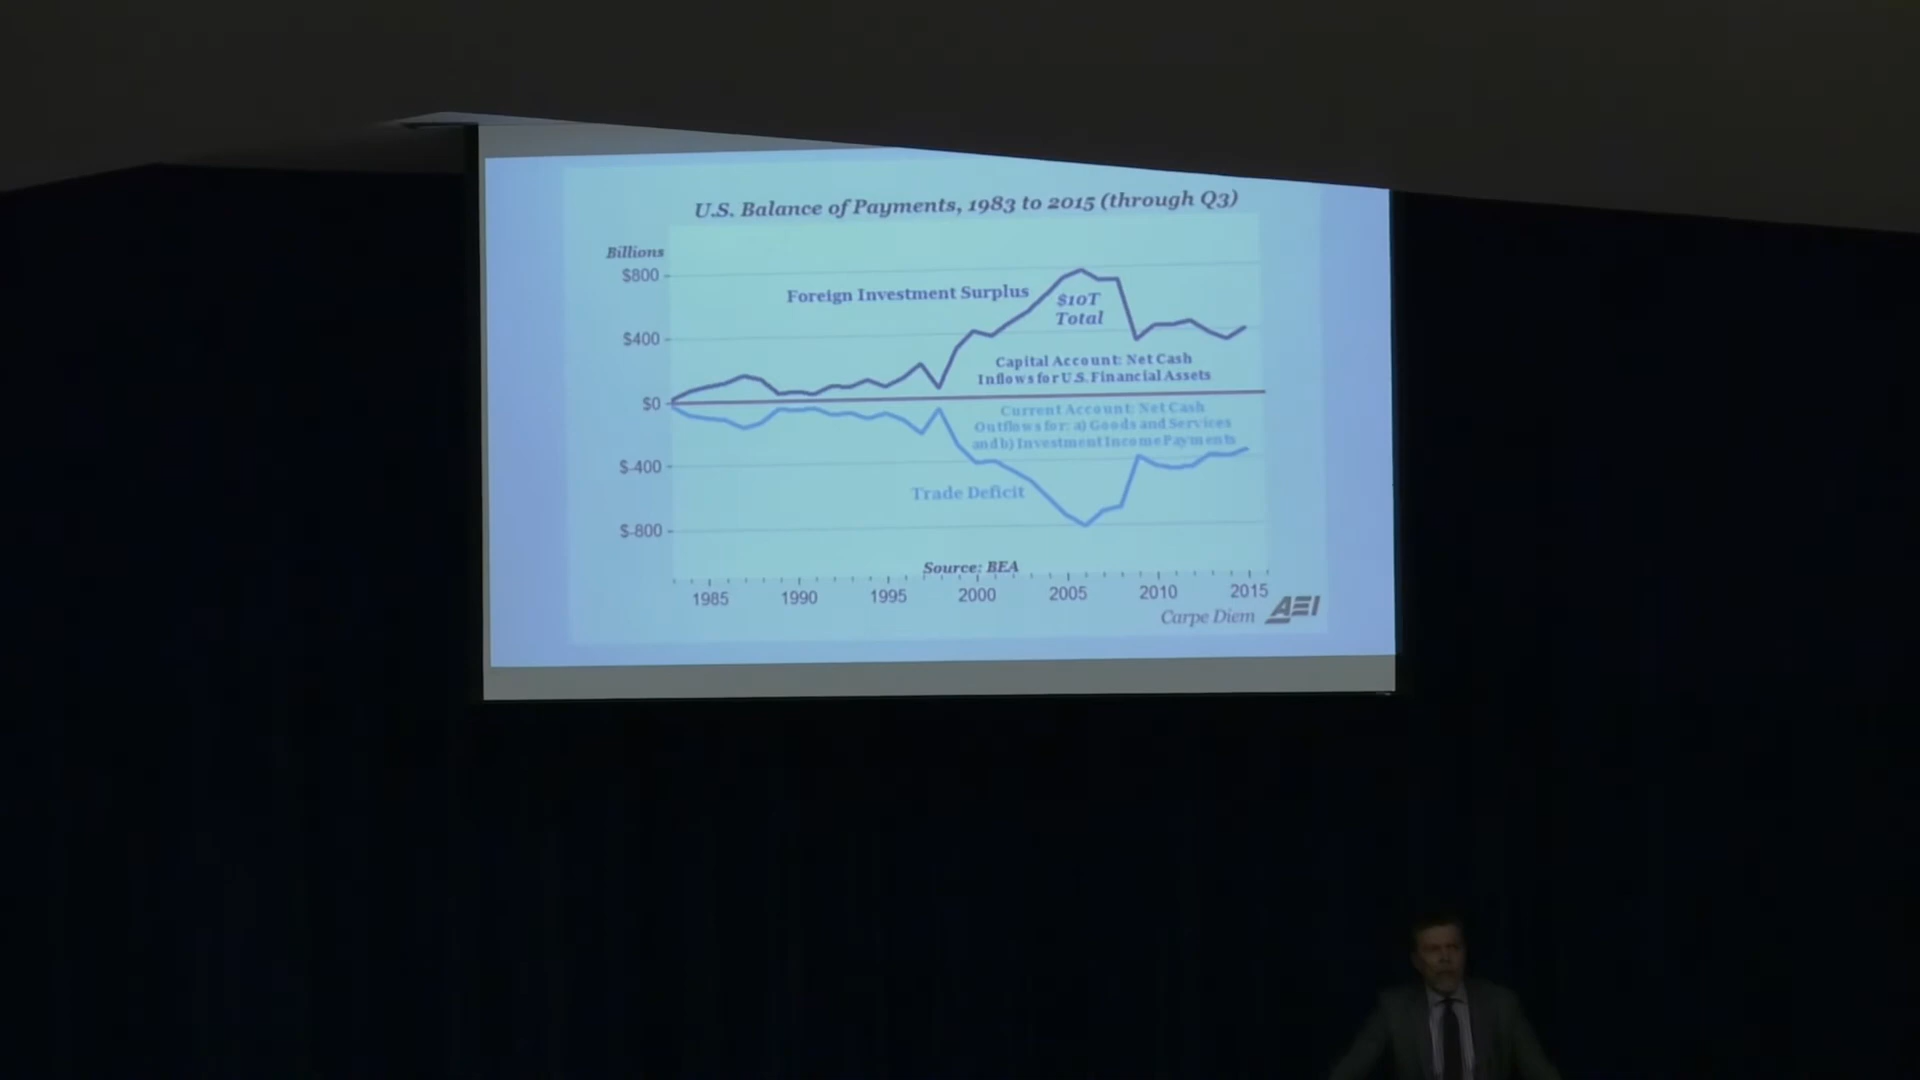 U.S. Balance of Payments, 1983 to 2015 (through Q3)
Billions
$800
Foreign Investment Surplus
$10T
Total
$400
Capital Account: Net Cash
Inflows for U.S. Financial Assets
$0
Current Account: Net Cash
Outflows for: a) Goods and Services
and b) Investment Income Payments
$-400
Trade Deficit
$-800
Source: BEA
1985 1990 1995 2000 2005 2010 2015
Carpe Diem AEI